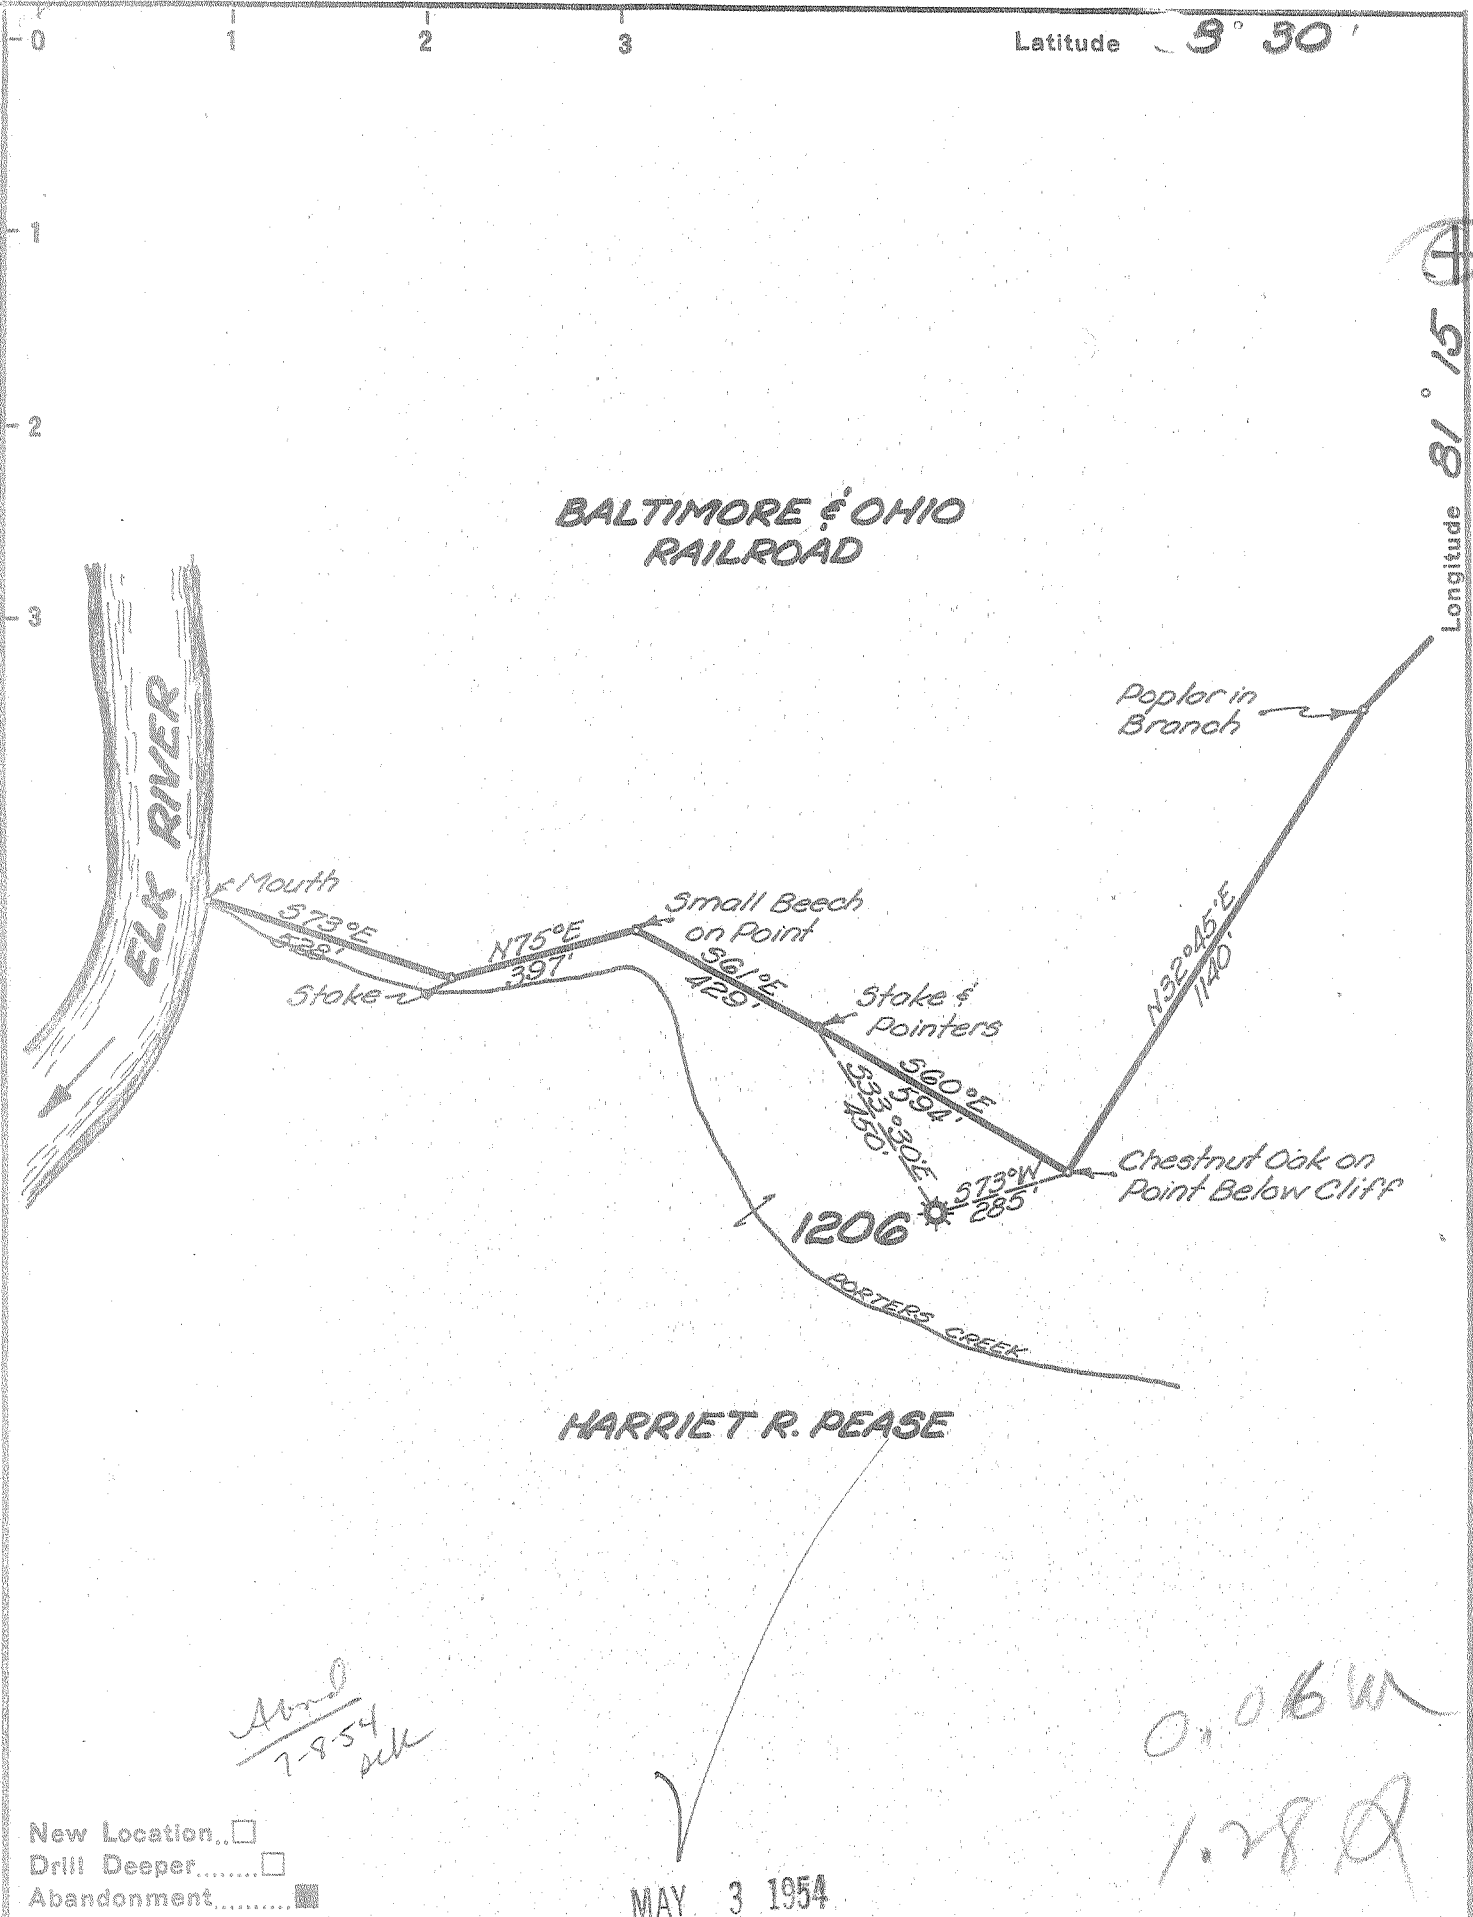 0 1 2 3
Latitude 3° 30'
1
2
3
Longitude 81° 15'
BALTIMORE & OHIO
RAILROAD
ELK RIVER
Poplar in
Branch
Mouth
S73°E
528'
Stake
N75°E
397'
Small Beech
on Point
S61°E
429'
Stake &
Pointers
S60°E
594'
S33°30'E
450'
N32°45'E
1140'
S73°W
285'
Chestnut Oak on
Point Below Cliff
1206
PORTERS CREEK
HARRIET R. PEASE
7-8-54
0.06 W
1.28
New Location..
Drill Deeper........
Abandonment..........
MAY 3 1954